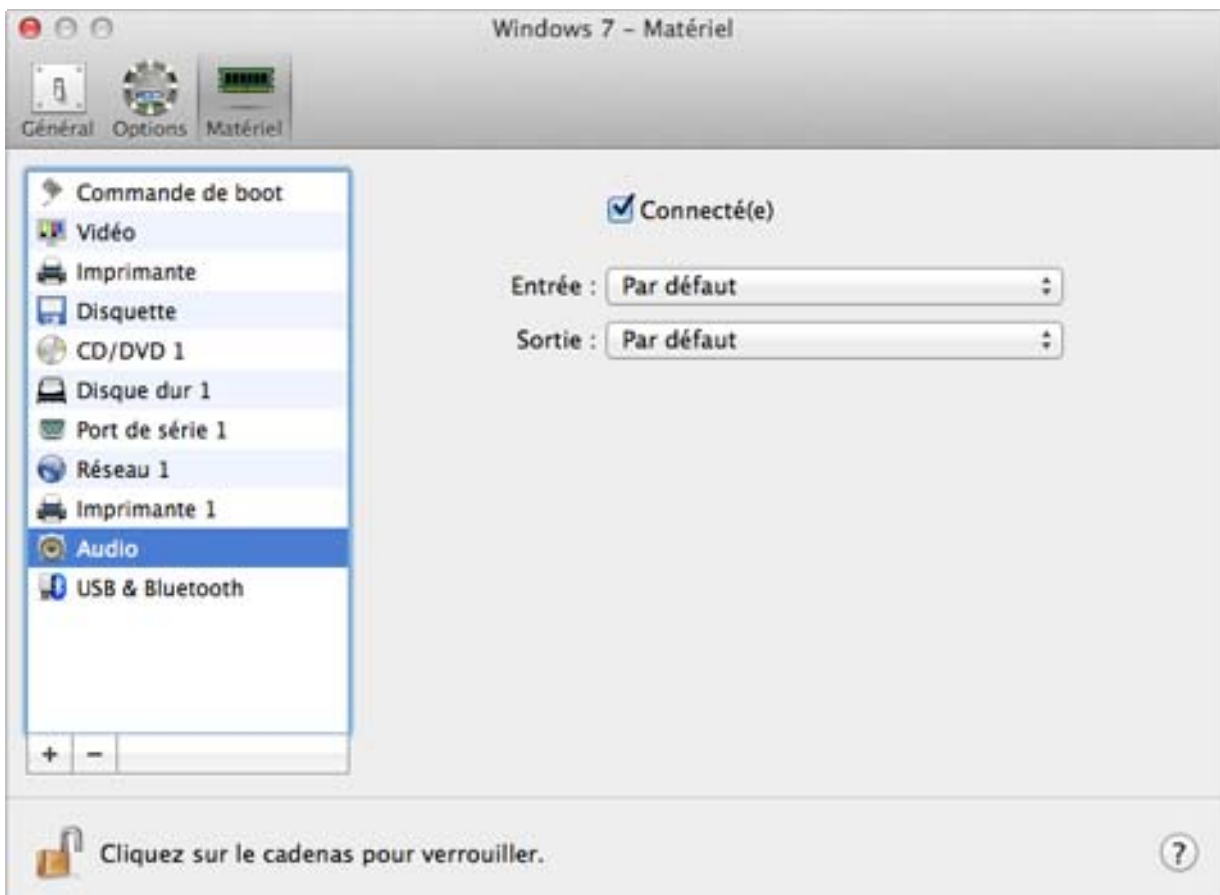 Windows 7 – Matériel
Général Options Matériel
Commande de boot
Vidéo
Imprimante
Disquette
CD/DVD 1
Disque dur 1
Port de série 1
Réseau 1
Imprimante 1
Audio
USB & Bluetooth
+ −
Connecté(e)
Entrée : Par défaut
Sortie : Par défaut
Cliquez sur le cadenas pour verrouiller.
?